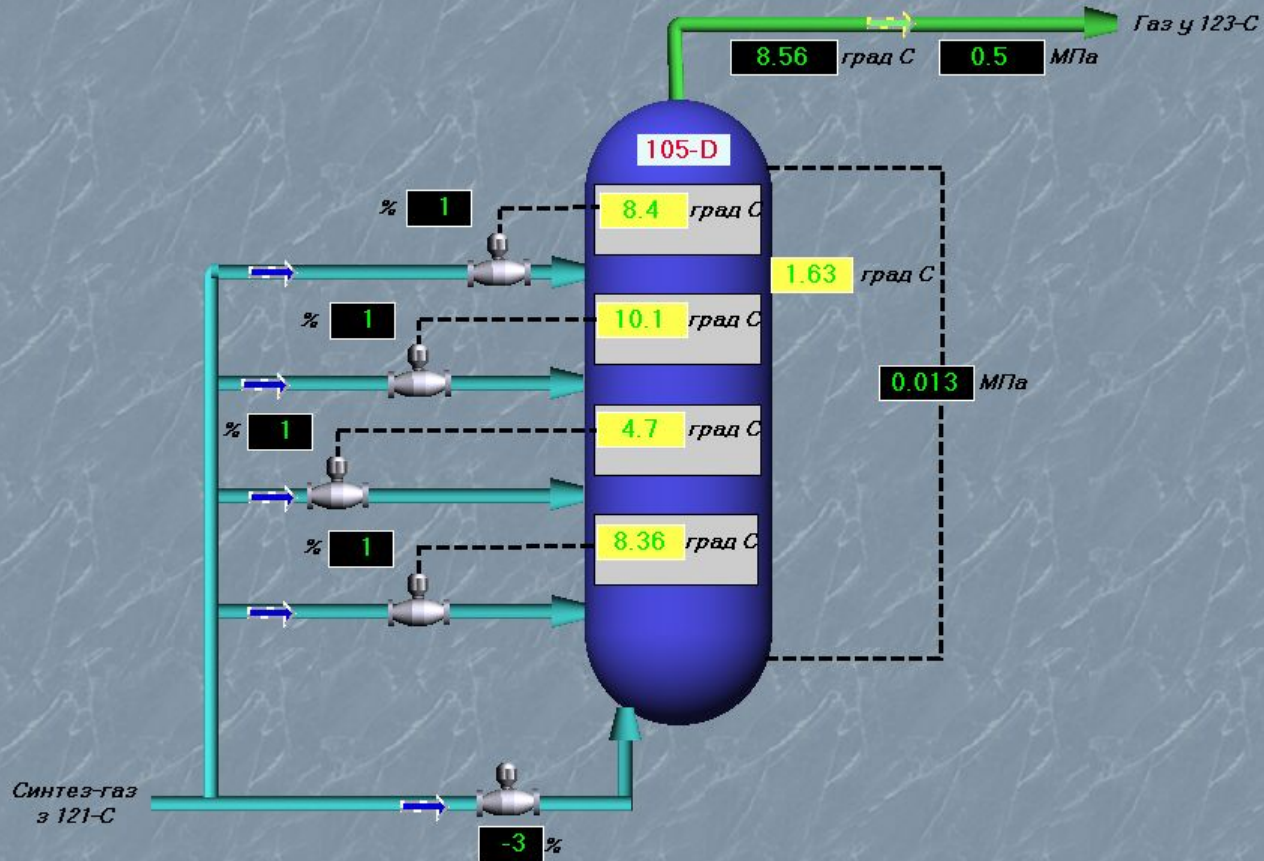 Газ у 123-С
8.56 град С 0.5 МПа
105-D
% 1
8.4 град С
1.63 град С
% 1
10.1 град С
0.013 МПа
% 1
4.7 град С
% 1
8.36 град С
Синтез-газ
з 121-С
-3 %